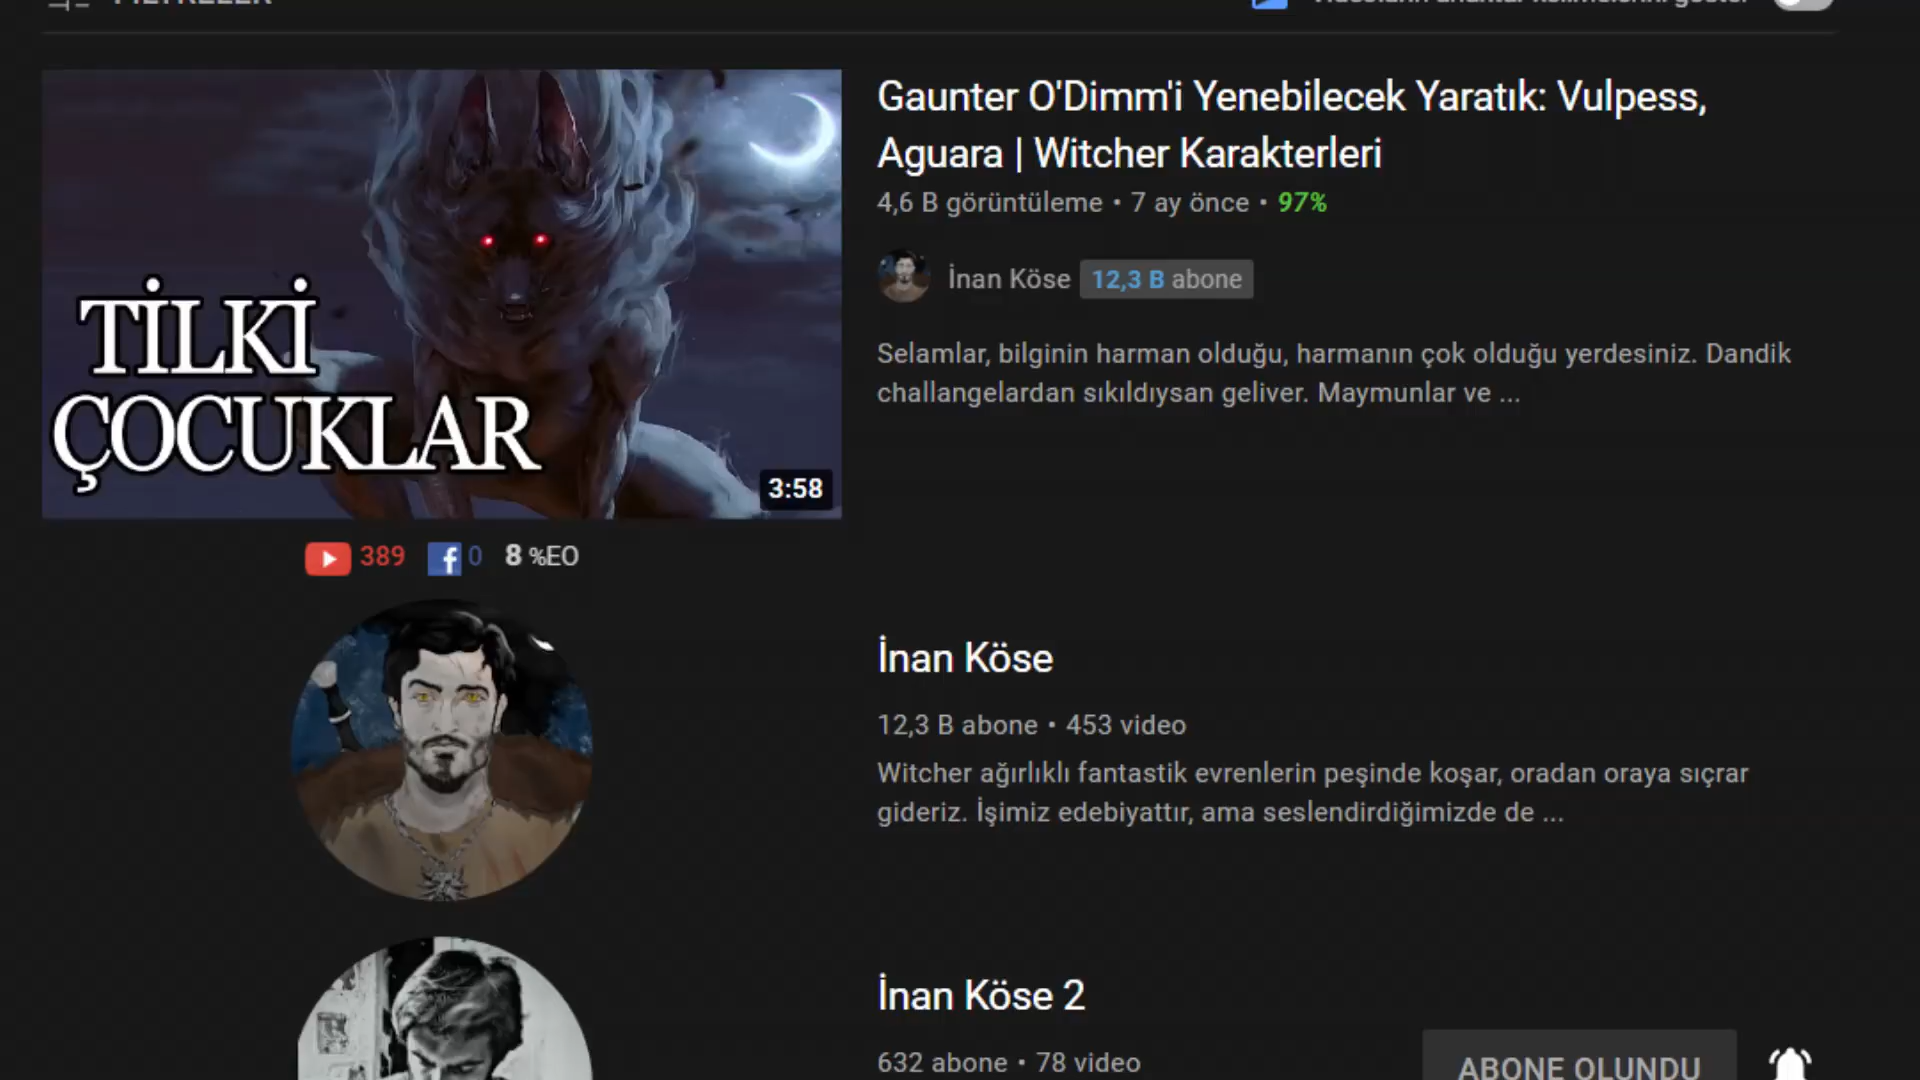 Gaunter O'Dimm'i Yenebilecek Yaratık: Vulpess,
Aguara | Witcher Karakterleri
4,6 B görüntüleme • 7 ay önce • 97%
İnan Köse 12,3 B abone
Selamlar, bilginin harman olduğu, harmanın çok olduğu yerdesiniz. Dandik
challangelardan sıkıldıysan geliver. Maymunlar ve ...
TİLKİ
ÇOCUKLAR
3:58
389 0 8 %EO
İnan Köse
12,3 B abone • 453 video
Witcher ağırlıklı fantastik evrenlerin peşinde koşar, oradan oraya sıçrar
gideriz. İşimiz edebiyattır, ama seslendirdiğimizde de ...
İnan Köse 2
632 abone • 78 video
ABONE OLUNDU